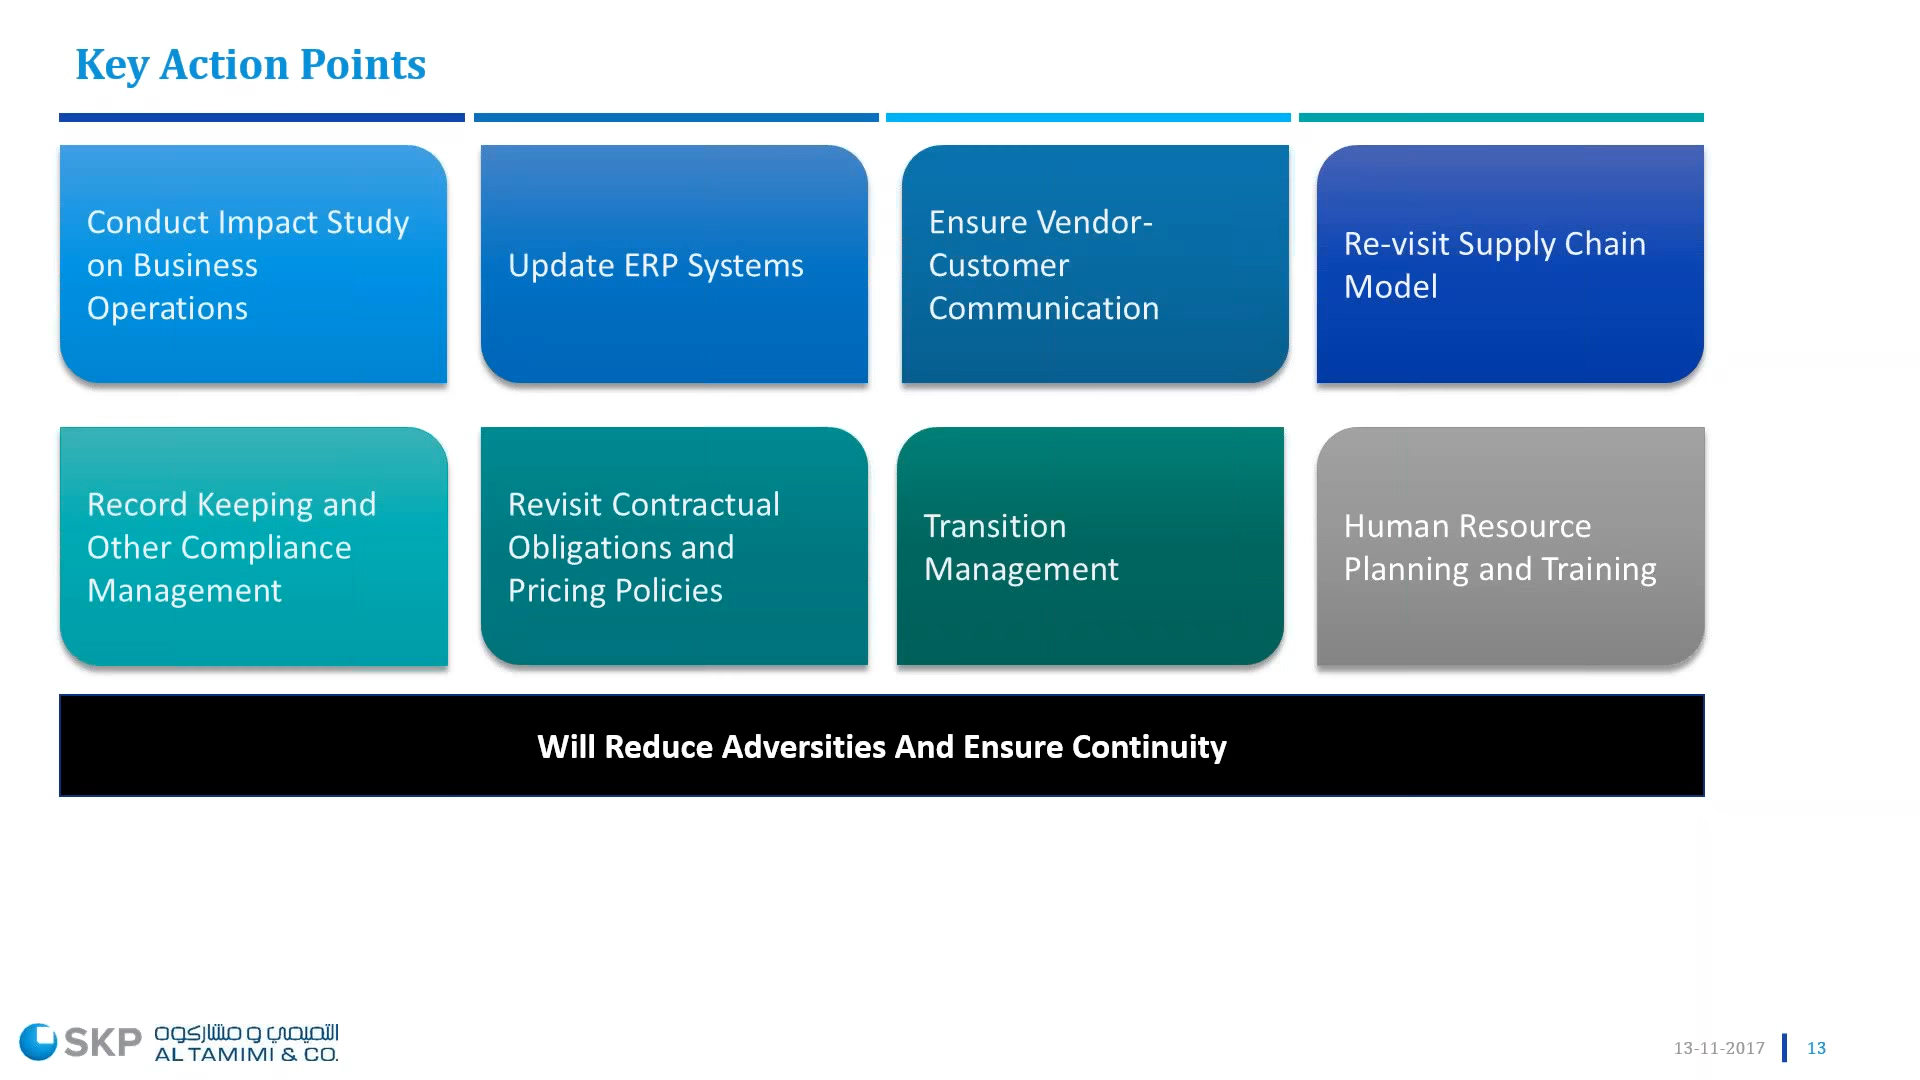 Key Action Points
Conduct Impact Study
on Business
Operations
Update ERP Systems
Ensure Vendor-
Customer
Communication
Re-visit Supply Chain
Model
Record Keeping and
Other Compliance
Management
Revisit Contractual
Obligations and
Pricing Policies
Transition
Management
Human Resource
Planning and Training
Will Reduce Adversities And Ensure Continuity
SKP
التميمي و مشاركوه
AL TAMIMI & CO.
13-11-2017
13